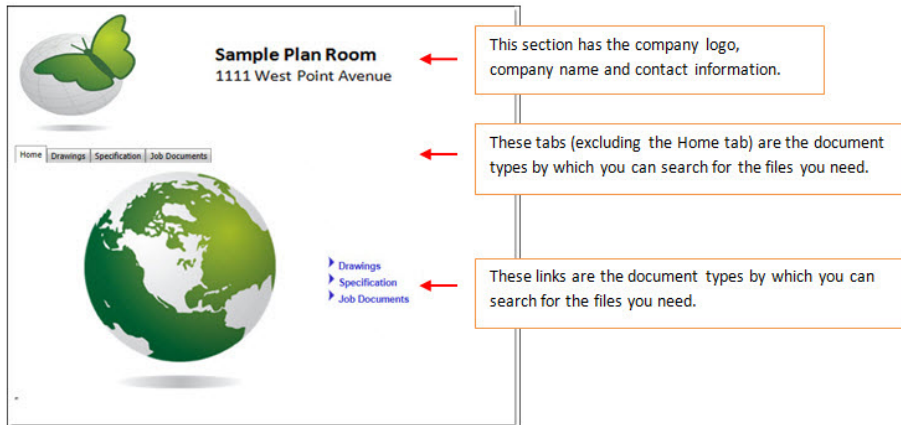 Sample Plan Room
1111 West Point Avenue
This section has the company logo,
company name and contact information.
Home Drawings Specification Job Documents
These tabs (excluding the Home tab) are the document
types by which you can search for the files you need.
Drawings
Specification
Job Documents
These links are the document types by which you can
search for the files you need.